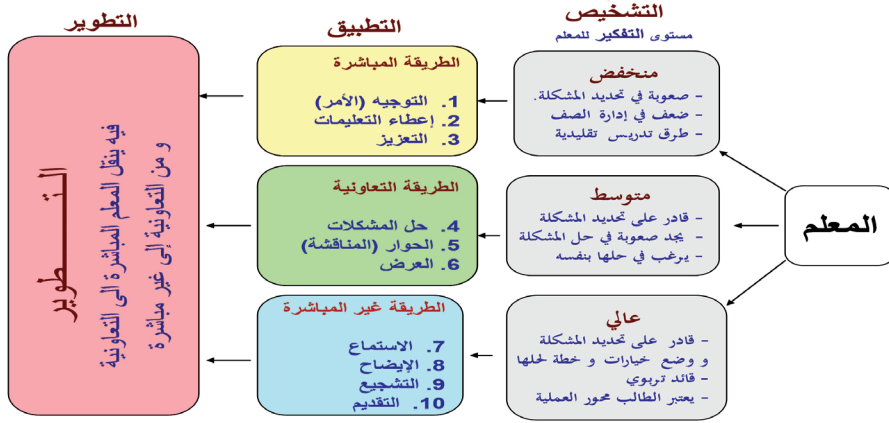 التشخيص
مستوى التفكير للمعلم
التطبيق
التطوير
المعلم
منخفض
- صعوبة في تحديد المشكلة.
- ضعف في إدارة الصف
- طرق تدريس تقليدية
متوسط
- قادر على تحديد المشكلة
- يجد صعوبة في حل المشكلة
- يرغب في حلها بنفسه
عالي
- قادر على تحديد المشكلة
و وضع خيارات و خطة لحلها
- قائد تربوي
- يعتبر الطالب محور العملية
الطريقة المباشرة
1. التوجيه (الأمر)
2. إعطاء التعليمات
3. التعزيز
الطريقة التعاونية
4. حل المشكلات
5. الحوار (المناقشة)
6. العرض
الطريقة غير المباشرة
7. الاستماع
8. الإيضاح
9. التشجيع
10. التقديم
التـــطوير
فيه ينقل المعلم المباشرة الى التعاونية
و من التعاونية إلى غير مباشرة